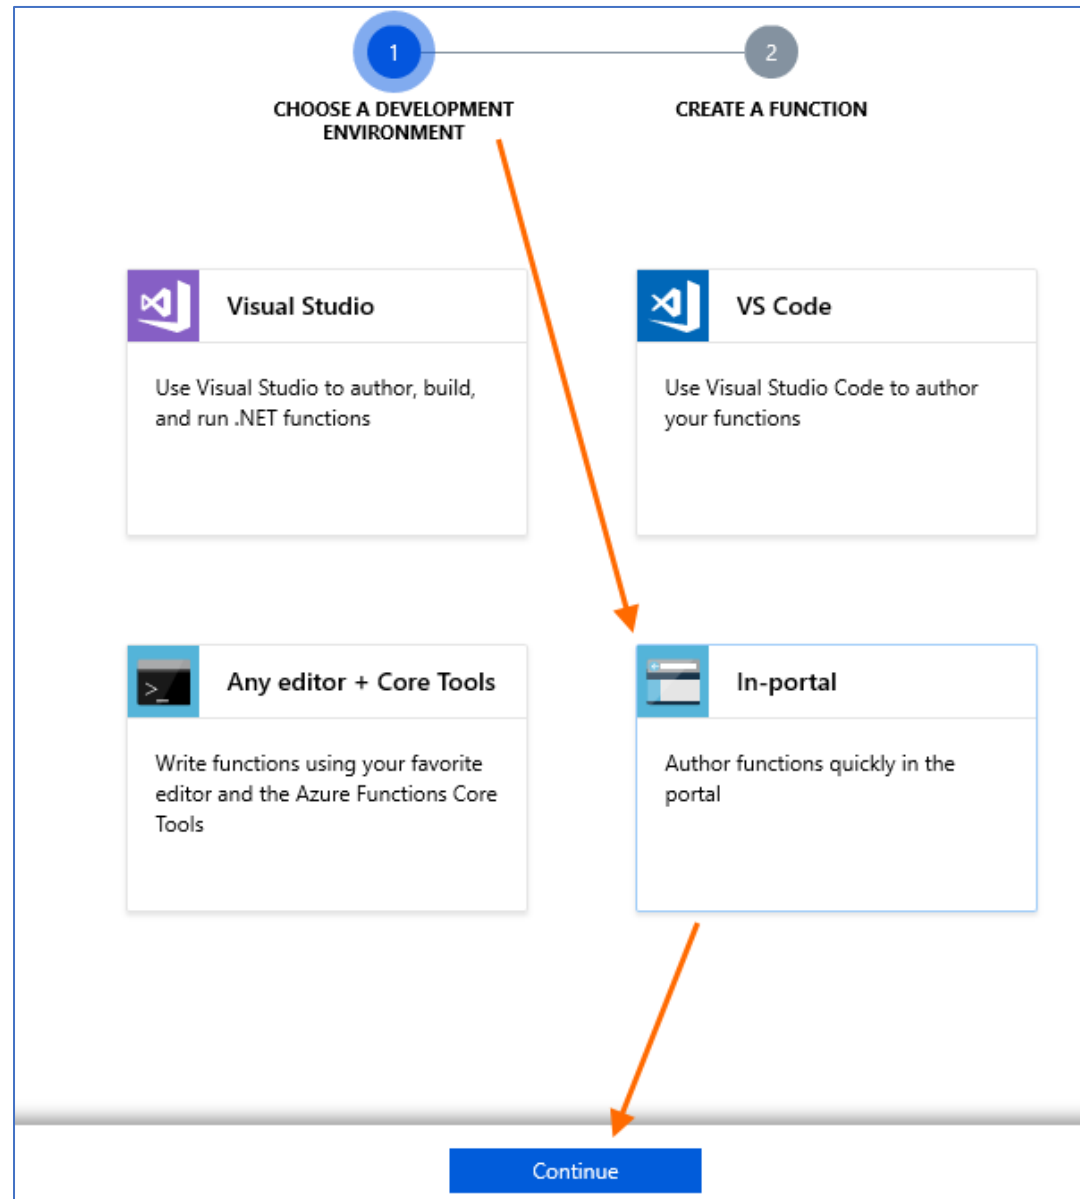 1
2
CHOOSE A DEVELOPMENT
ENVIRONMENT
CREATE A FUNCTION
Visual Studio
Use Visual Studio to author, build,
and run .NET functions
VS Code
Use Visual Studio Code to author
your functions
>_
Any editor + Core Tools
Write functions using your favorite
editor and the Azure Functions Core
Tools
In-portal
Author functions quickly in the
portal
Continue